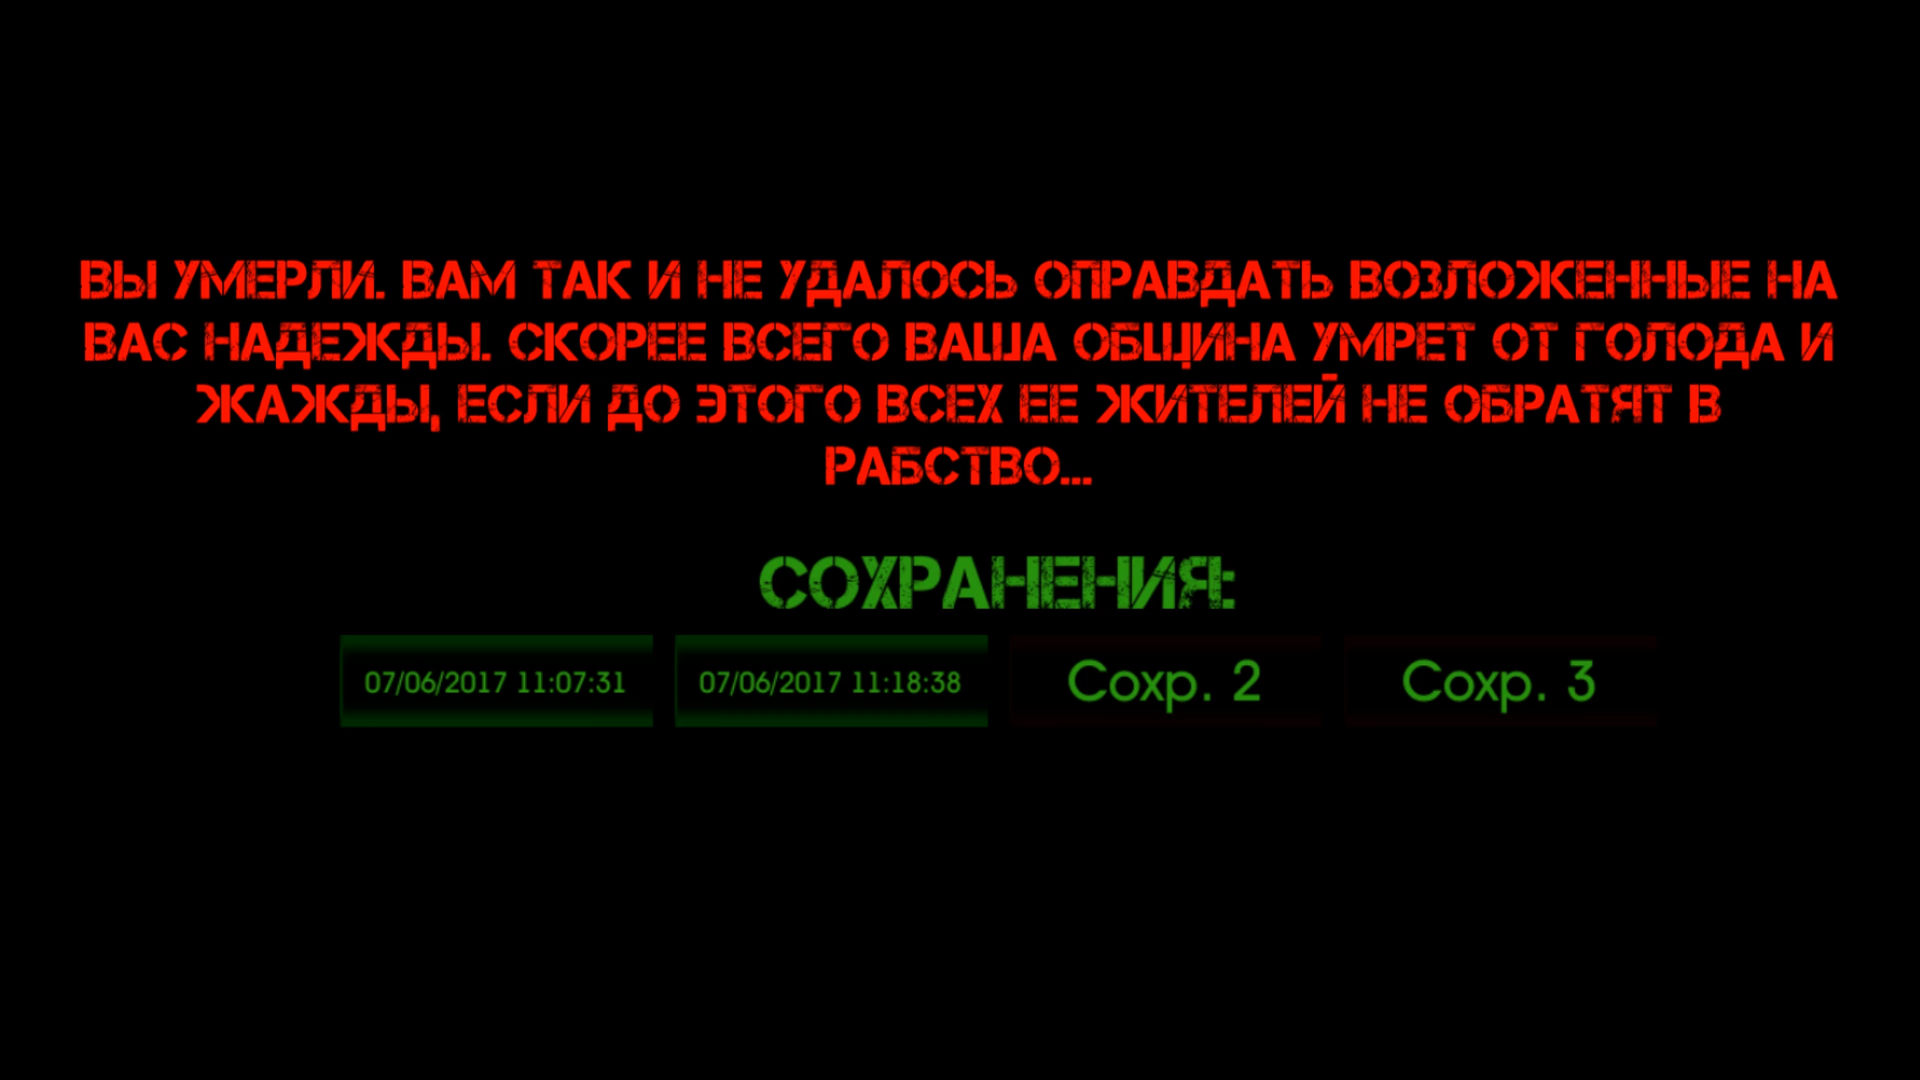 ВЫ УМЕРЛИ. ВАМ ТАК И НЕ УДАЛОСЬ ОПРАВДАТЬ ВОЗЛОЖЕННЫЕ НА
ВАС НАДЕЖДЫ. СКОРЕЕ ВСЕГО ВАША ОБЩИНА УМРЕТ ОТ ГОЛОДА И
ЖАЖДЫ, ЕСЛИ ДО ЭТОГО ВСЕХ ЕЕ ЖИТЕЛЕЙ НЕ ОБРАТЯТ В
РАБСТВО...
СОХРАНЕНИЯ:
07/06/2017 11:07:31 07/06/2017 11:18:38 Сохр. 2 Сохр. 3